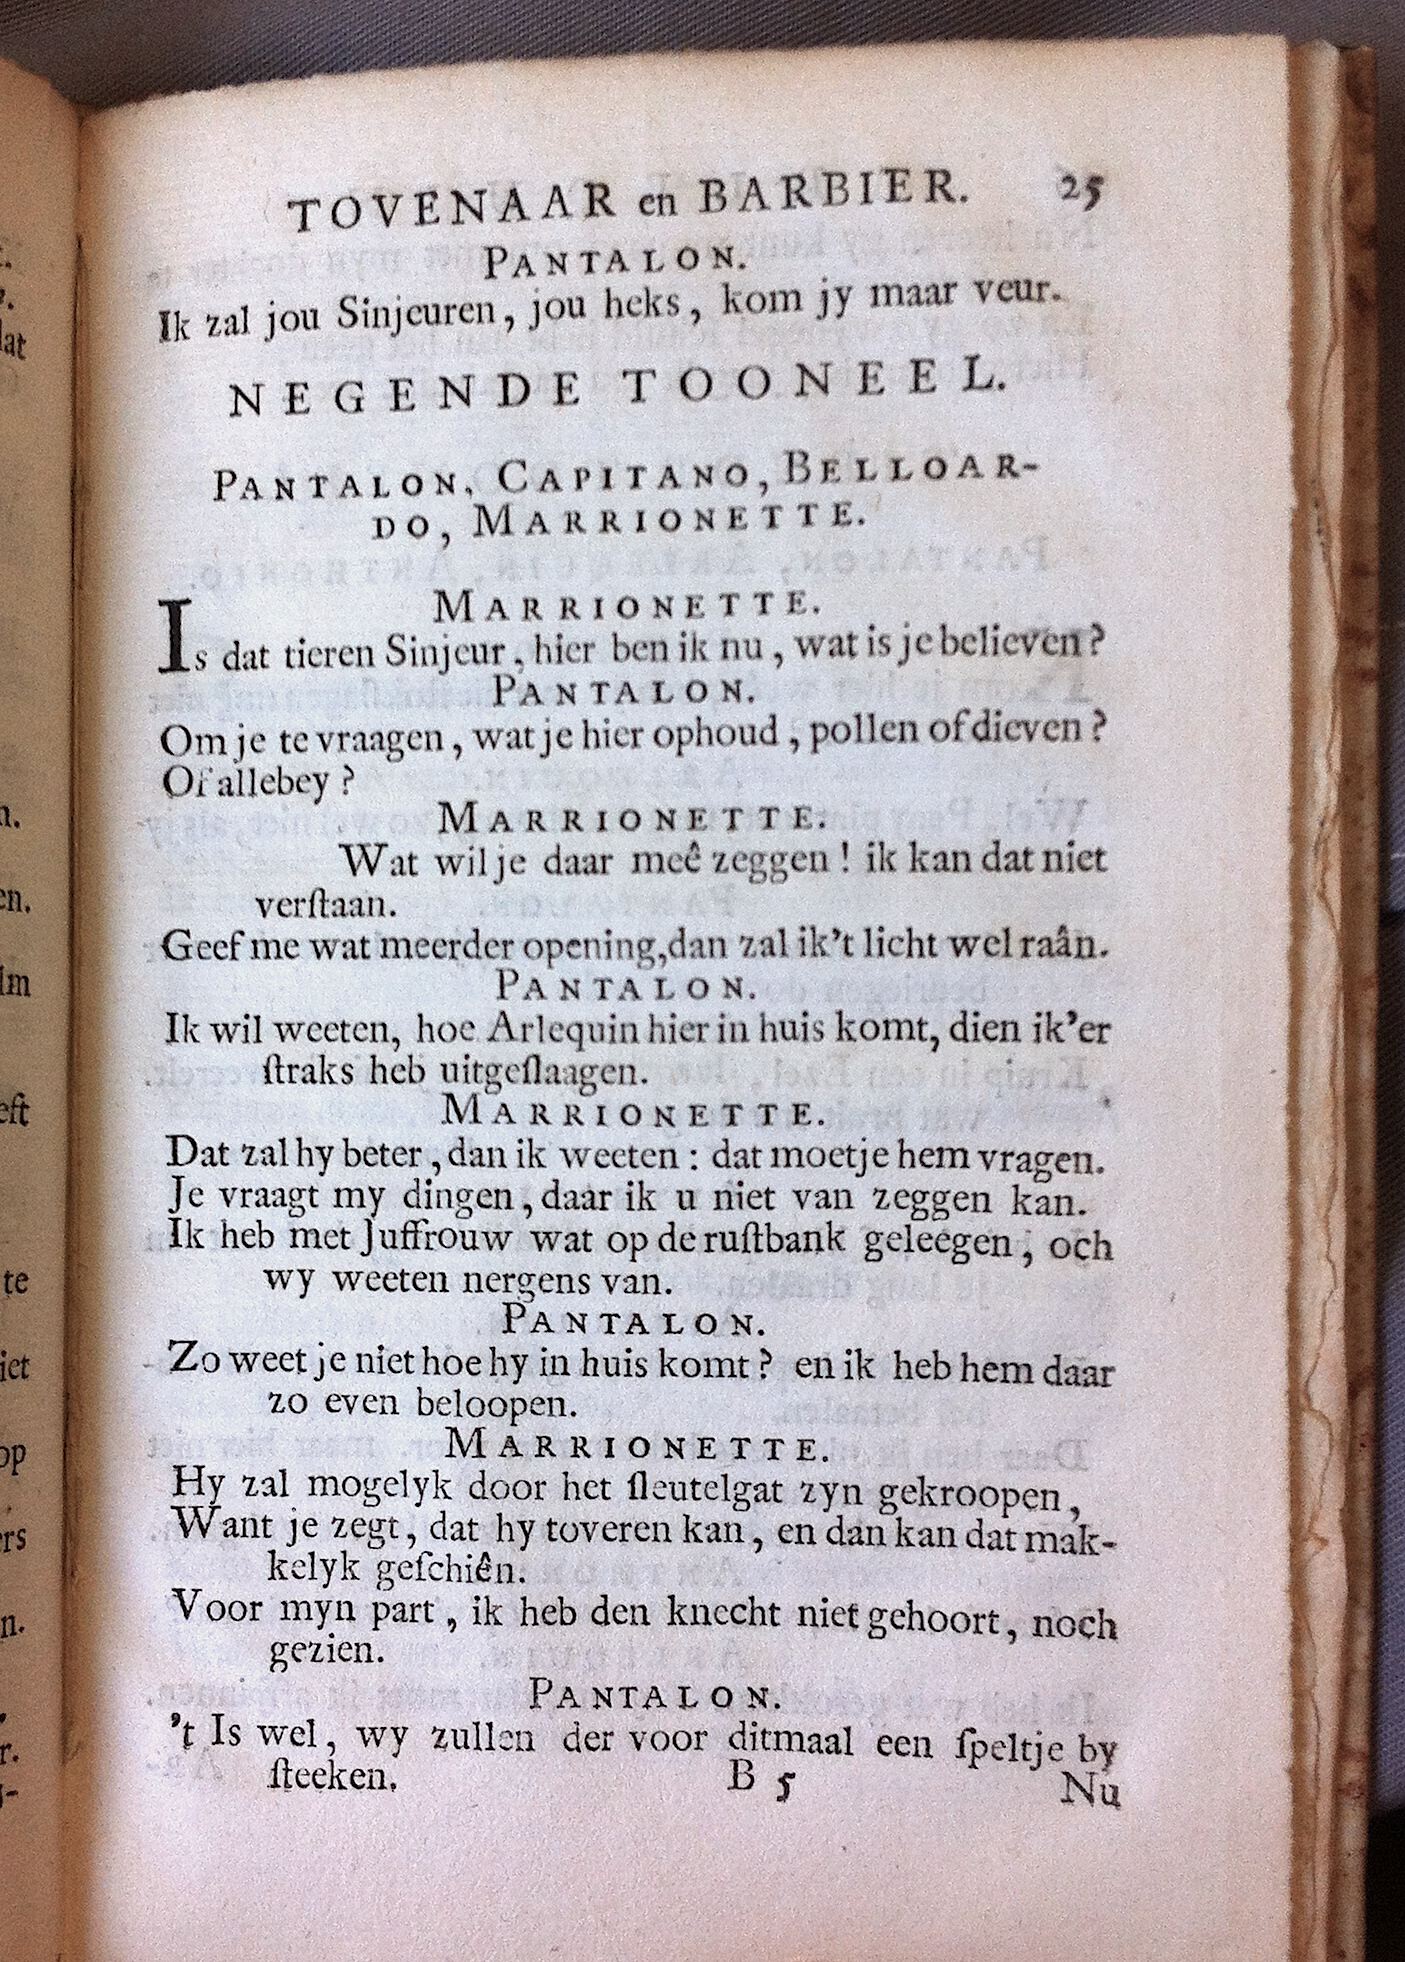 TOVENAAR en BARBIER. 25
PANTALON.
Ik zal jou Sinjeuren, jou heks, kom jy maar veur.
NEGENDE TOONEEL.
PANTALON, CAPITANO, BELLOAR-
DO, MARRIONETTE.
MARRIONETTE.
Is dat tieren Sinjeur, hier ben ik nu, wat is je believen?
PANTALON.
Om je te vraagen, wat je hier ophoud, pollen of dieven?
Of allebey?
MARRIONETTE.
Wat wil je daar meê zeggen! ik kan dat niet
verſtaan.
Geef me wat meerder opening, dan zal ik't licht wel raân.
PANTALON.
Ik wil weeten, hoe Arlequin hier in huis komt, dien ik'er
ſtraks heb uitgeſlaagen.
MARRIONETTE.
Dat zal hy beter, dan ik weeten: dat moet je hem vragen.
Je vraagt my dingen, daar ik u niet van zeggen kan.
Ik heb met Juffrouw wat op de ruſtbank geleegen, och
wy weeten nergens van.
PANTALON.
Zo weet je niet hoe hy in huis komt? en ik heb hem daar
zo even beloopen.
MARRIONETTE.
Hy zal mogelyk door het ſleutelgat zyn gekroopen,
Want je zegt, dat hy toveren kan, en dan kan dat mak-
kelyk geſchiên.
Voor myn part, ik heb den knecht niet gehoort, noch
gezien.
PANTALON.
't Is wel, wy zullen der voor ditmaal een ſpeltje by
ſteeken.
B 5 Nu